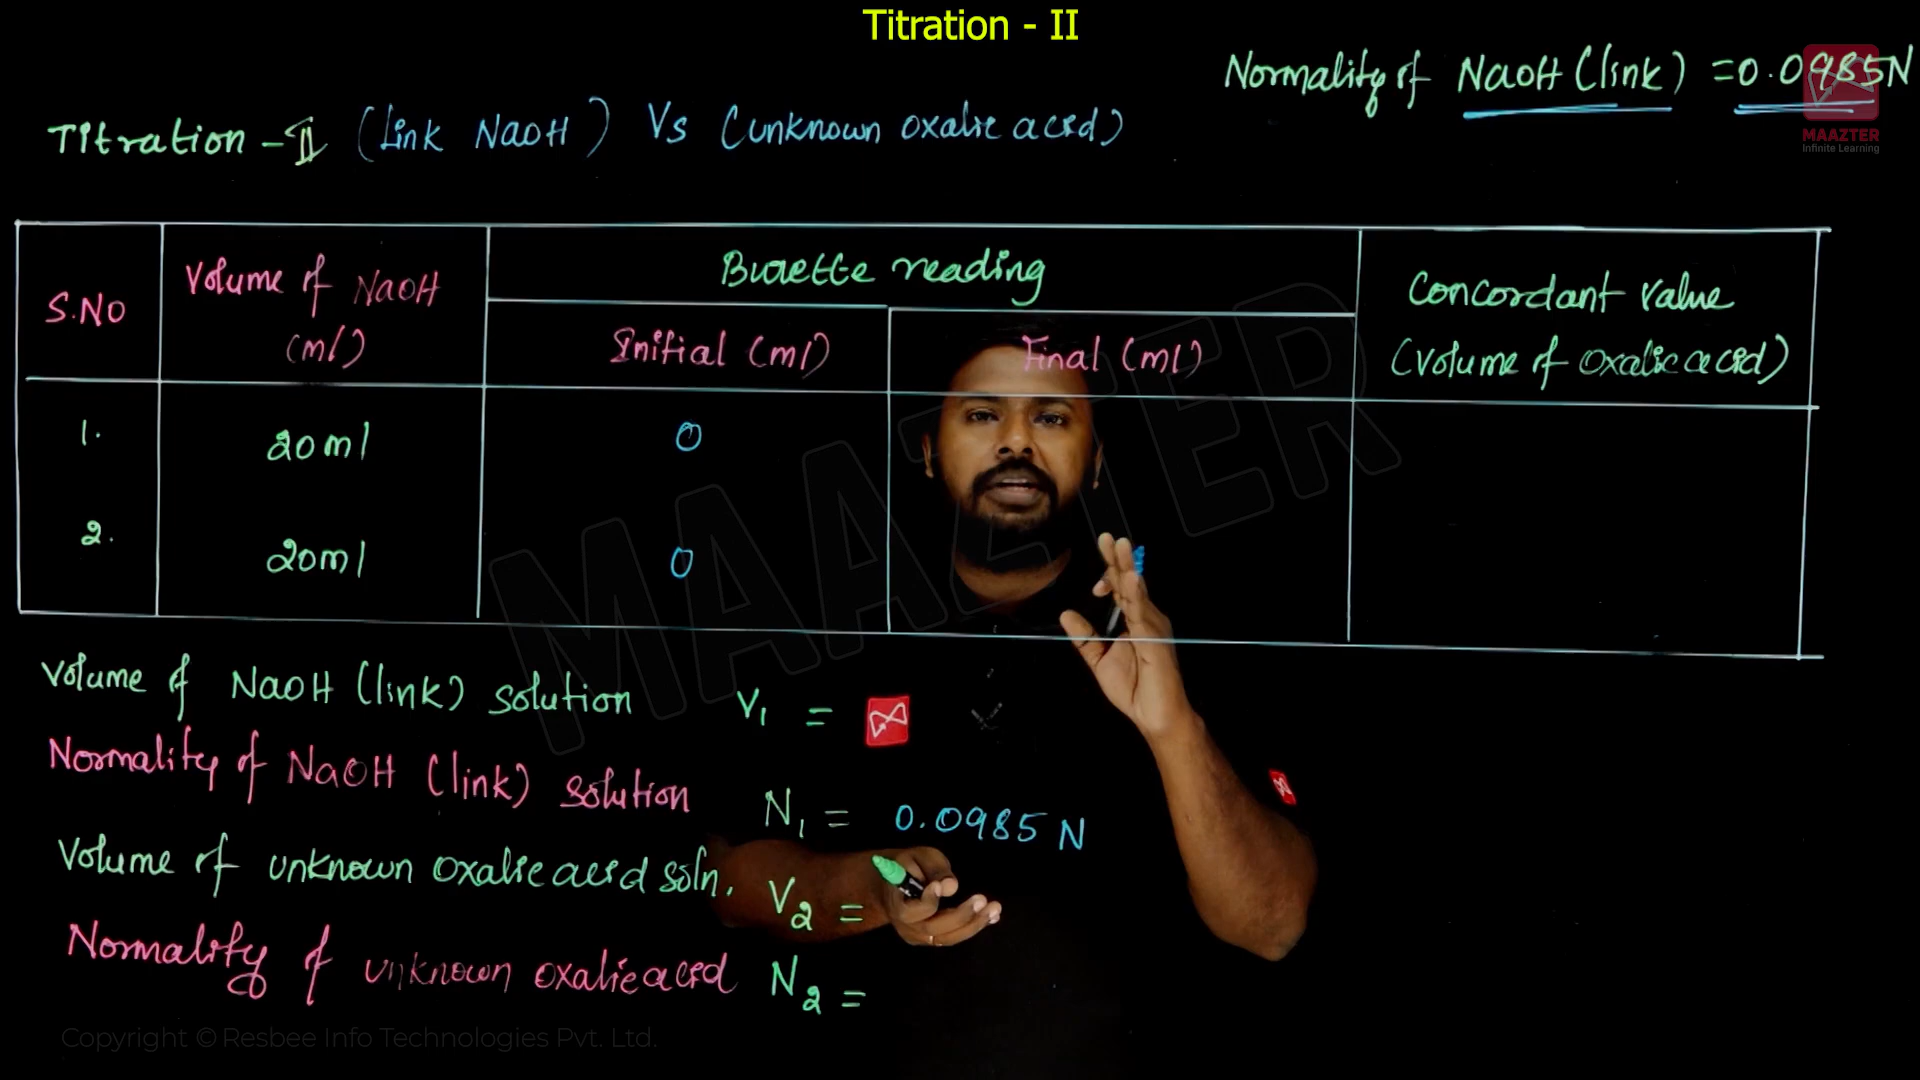 Titration - II
Normality of NaOH (link) = 0.0985N
MAAZTER
Infinite Learning
Titration - II (Link NaOH) Vs (unknown oxalic acid)
S.NO
Volume of NaOH
(ml)
Burette reading
Initial (ml)
Final (ml)
Concordant value
(volume of oxalic acid)
1. 20ml 0
2. 20ml 0
MAAZTER
Volume of NaOH (link) solution V1 =
Normality of NaOH (link) solution N1 = 0.0985 N
Volume of unknown oxalic acid soln. V2 =
Normality of unknown oxalic acid N2 =
Copyright © Resbee Info Technologies Pvt. Ltd.